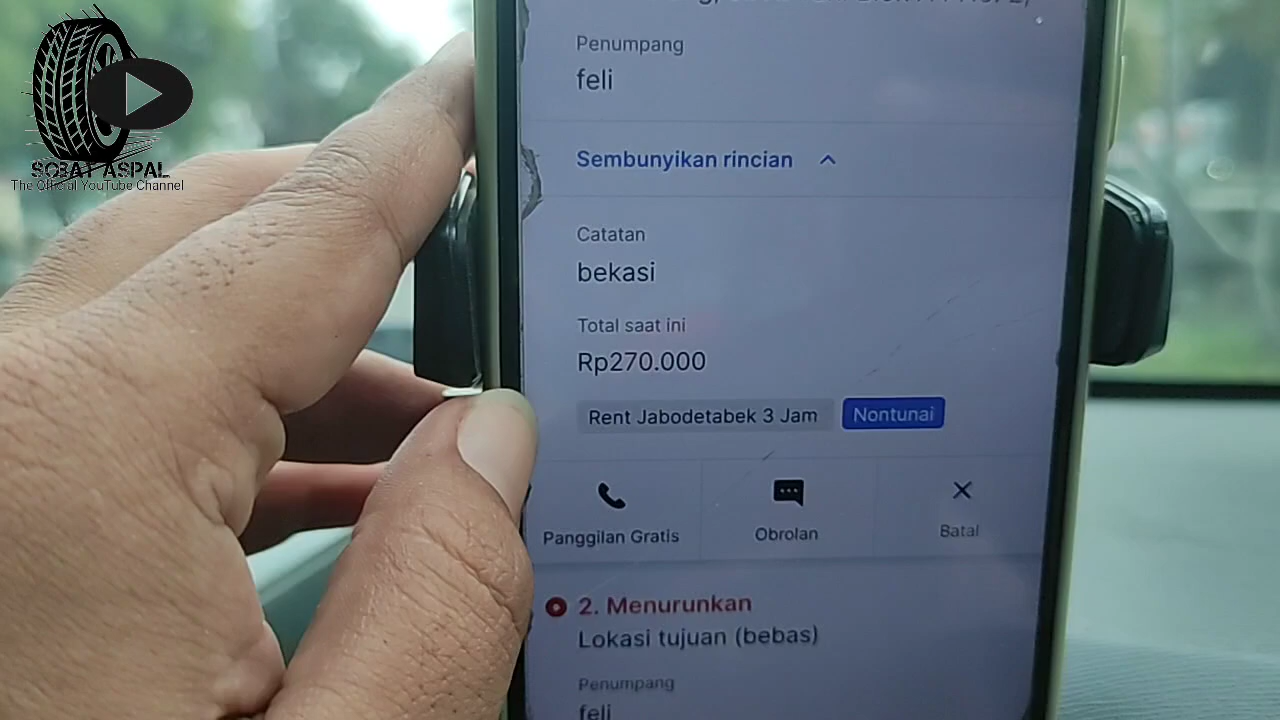 Penumpang
feli
Sembunyikan rincian
Catatan
bekasi
Total saat ini
Rp270.000
Rent Jabodetabek 3 Jam
Nontunai
Panggilan Gratis
Obrolan
Batal
2. Menurunkan
Lokasi tujuan (bebas)
Penumpang
feli
SOBAT ASPAL
The Official YouTube Channel